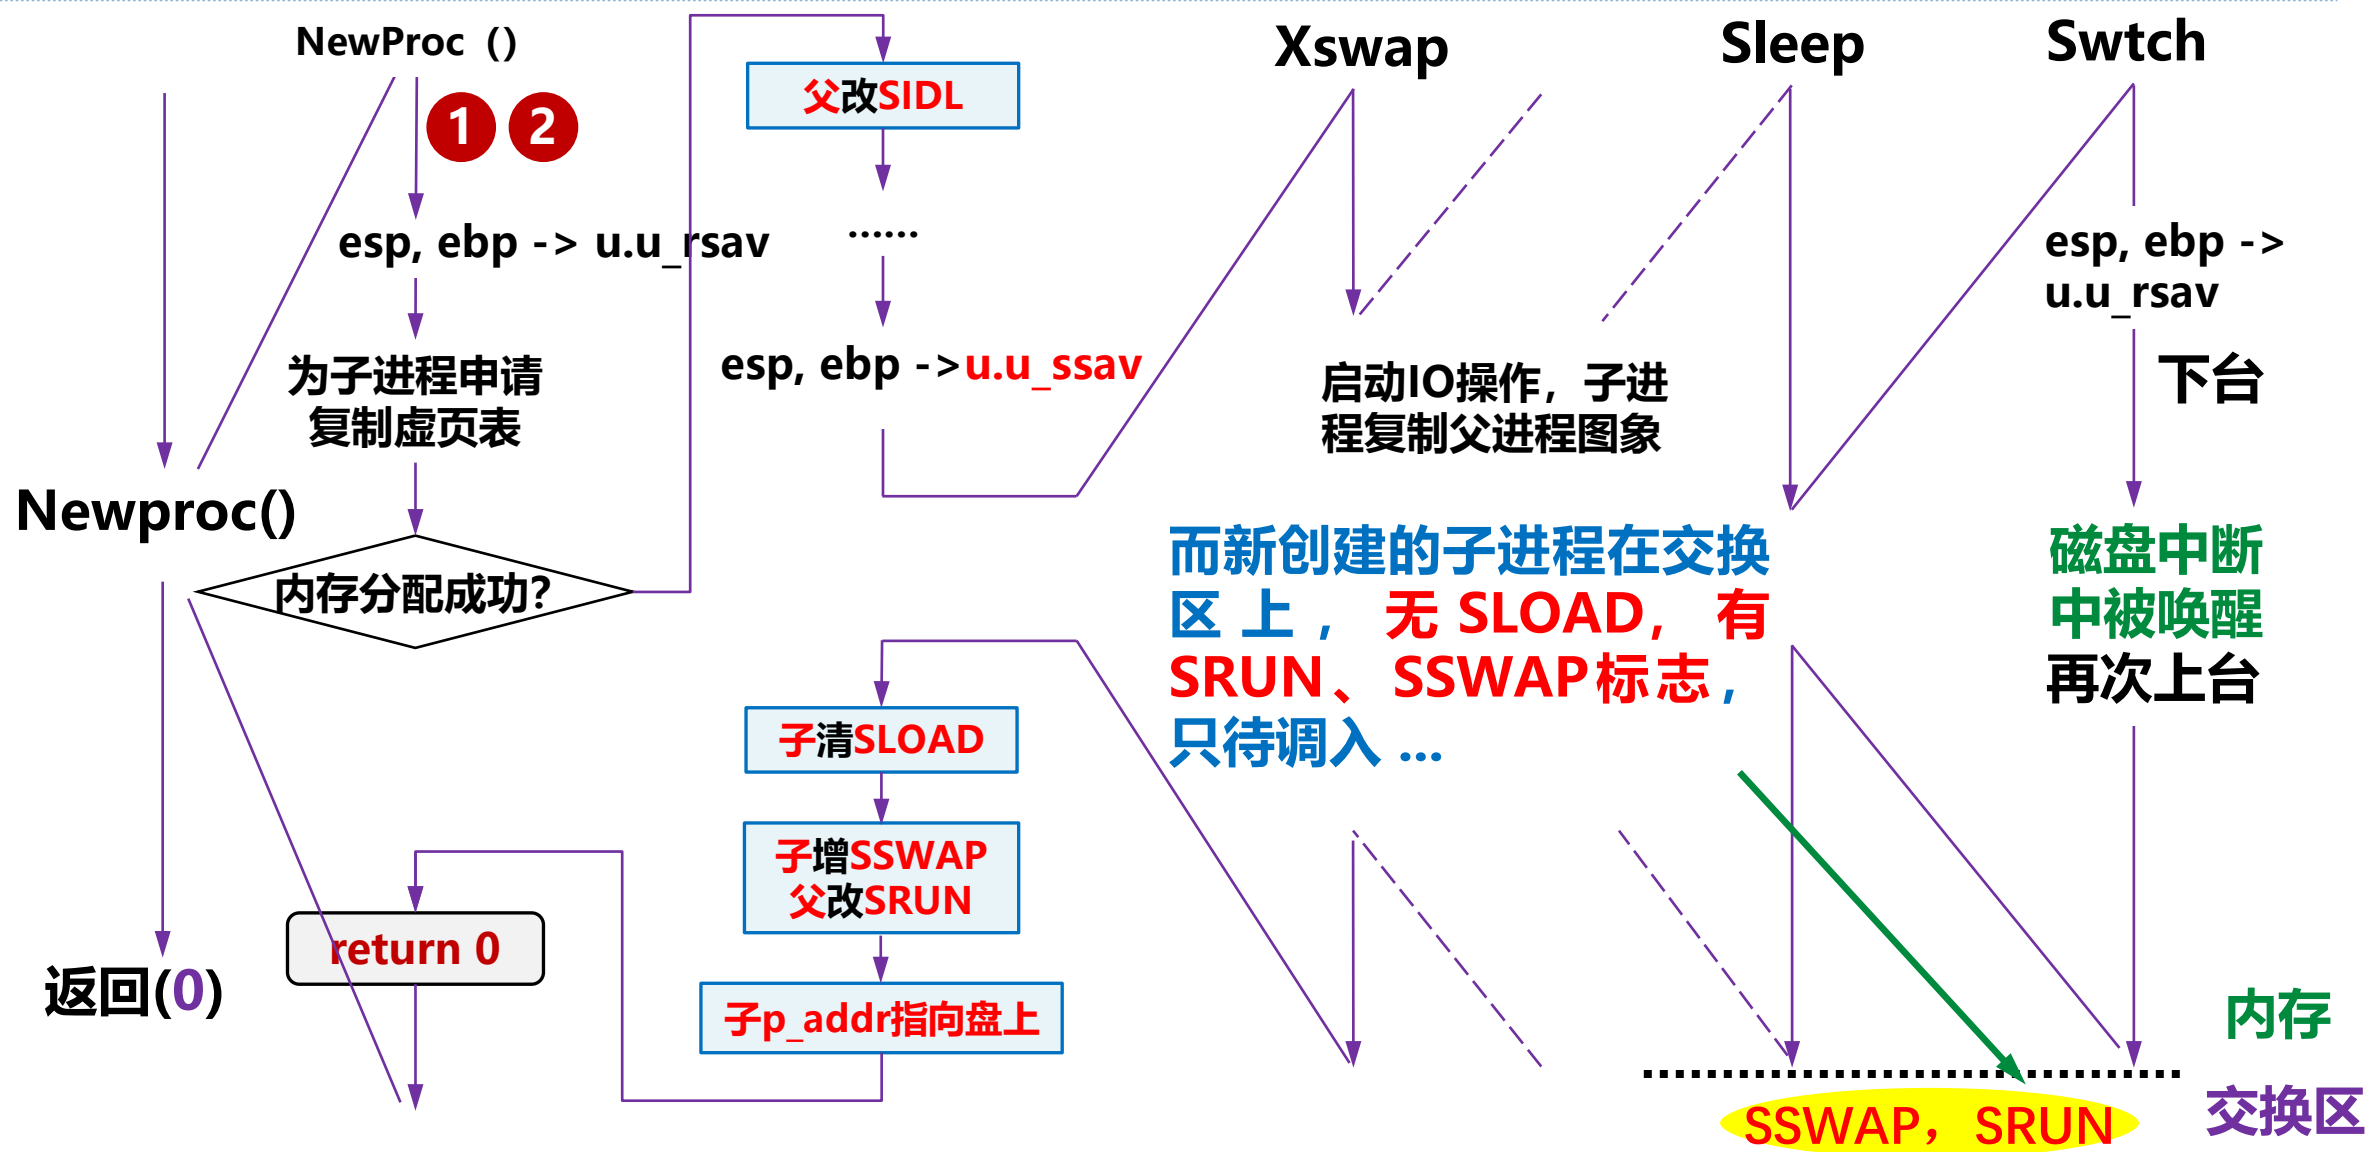 NewProc ()
1 2
esp, ebp -> u.u_rsav
为子进程申请
复制虚页表
Newproc()
内存分配成功?
返回(0)
return 0
父改SIDL
......
esp, ebp ->u.u_ssav
子清SLOAD
子增SSWAP
父改SRUN
子p_addr指向盘上
Xswap
启动IO操作，子进
程复制父进程图象
而新创建的子进程在交换
区上，无SLOAD，有
SRUN、SSWAP标志，
只待调入 ...
Sleep
Swtch
esp, ebp ->
u.u_rsav
下台
磁盘中断
中被唤醒
再次上台
内存
交换区
SSWAP，SRUN